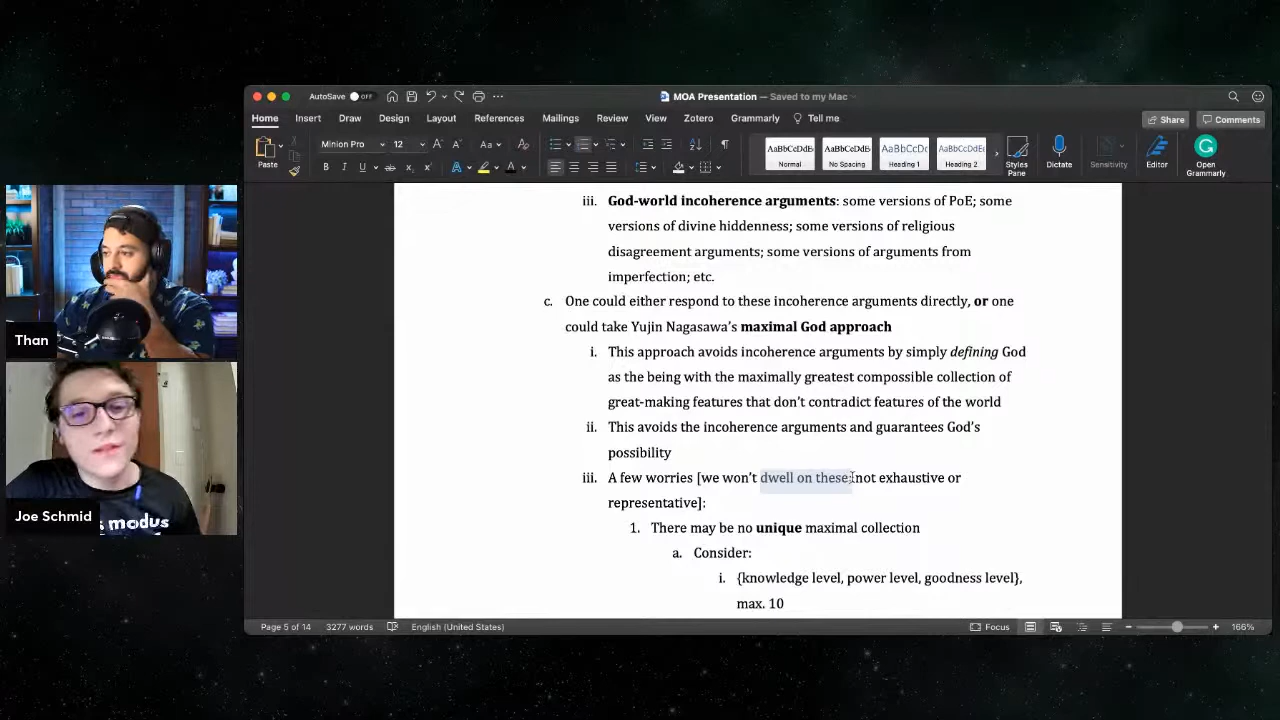 AutoSave OFF
MOA Presentation — Saved to my Mac
Home Insert Draw Design Layout References Mailings Review View Zotero Grammarly Tell me
Share Comments
Paste
Minion Pro 12
AaBbCcDdE AaBbCcDdE AaBbCcDc AaBbCcDdE
Normal No Spacing Heading 1 Heading 2
Styles Pane
Dictate
Sensitivity
Editor
Open Grammarly
iii. God-world incoherence arguments: some versions of PoE; some
versions of divine hiddenness; some versions of religious
disagreement arguments; some versions of arguments from
imperfection; etc.
c. One could either respond to these incoherence arguments directly, or one
could take Yujin Nagasawa's maximal God approach
i. This approach avoids incoherence arguments by simply defining God
as the being with the maximally greatest compossible collection of
great-making features that don't contradict features of the world
ii. This avoids the incoherence arguments and guarantees God's
possibility
iii. A few worries [we won't dwell on these; not exhaustive or
representative]:
1. There may be no unique maximal collection
a. Consider:
i. {knowledge level, power level, goodness level},
max. 10
Than
Joe Schmid
s modus
Page 5 of 14 3277 words English (United States)
Focus
166%